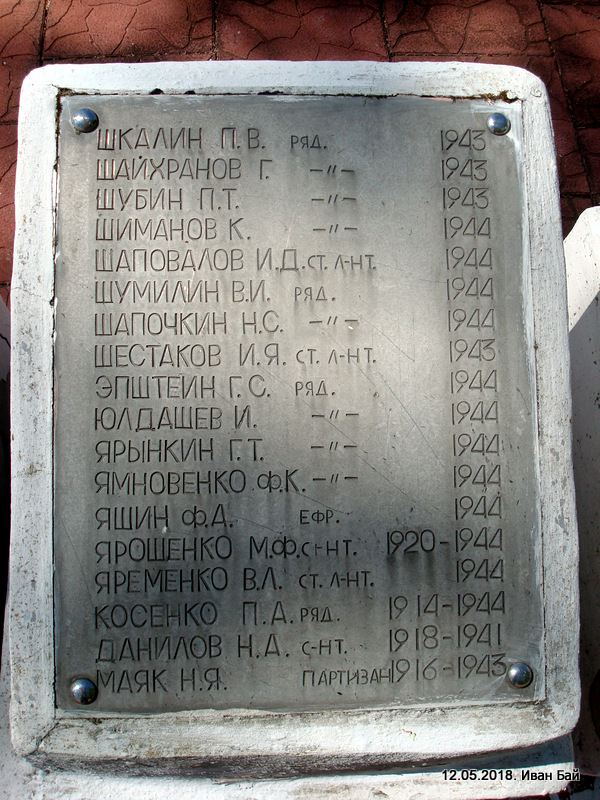 ШКАЛИН П.В. РЯД. 1943
ШАЙХРАНОВ Г. –"– 1943
ШУБИН П.Т. –"– 1943
ШИМАНОВ К. –"– 1944
ШАПОВАЛОВ И.Д. СТ. Л-НТ. 1944
ШУМИЛИН В.И. РЯД. 1944
ШАПОЧКИН Н.С. –"– 1944
ШЕСТАКОВ И.Я. СТ. Л-НТ. 1943
ЭПШТЕИН Г.С. РЯД. 1944
ЮЛДАШЕВ И. –"– 1944
ЯРЫНКИН Г.Т. –"– 1944
ЯМНОВЕНКО Ф.К. –"– 1944
ЯШИН Ф.А. ЕФР. 1944
ЯРОШЕНКО М.Ф. С-НТ. 1920-1944
ЯРЕМЕНКО В.Л. СТ. Л-НТ. 1944
КОСЕНКО П.А. РЯД. 1914-1944
ДАНИЛОВ Н.А. С-НТ. 1918-1941
МАЯК Н.Я. ПАРТИЗАН 1916-1943
12.05.2018. Иван Бай